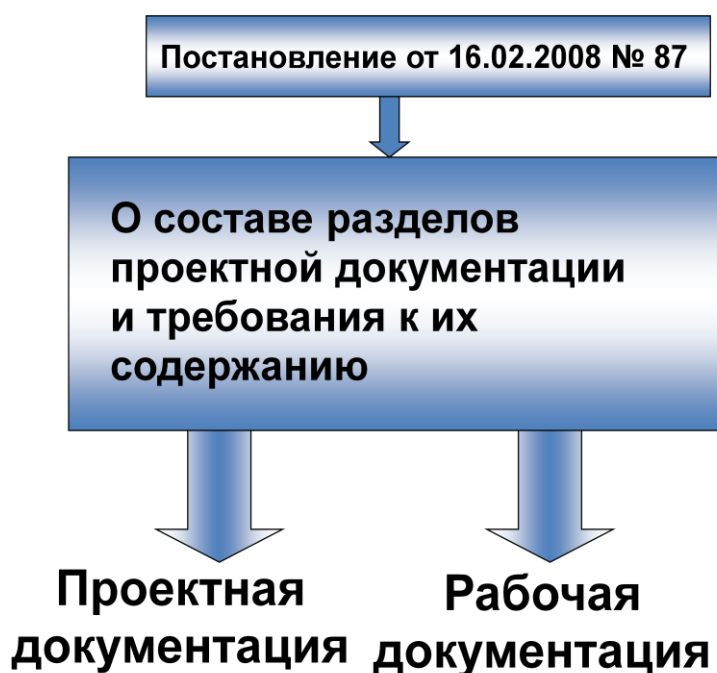 Постановление от 16.02.2008 № 87
О составе разделов
проектной документации
и требования к их
содержанию
Проектная
документация
Рабочая
документация